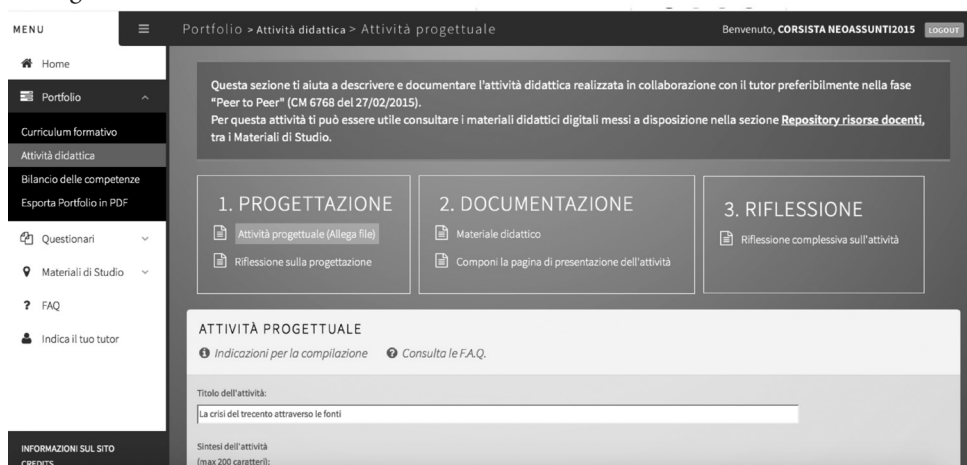 MENU
Portfolio > Attività didattica > Attività progettuale
Benvenuto, CORSISTA NEOASSUNTI2015
LOGOUT
Home
Portfolio
Curriculum formativo
Attività didattica
Bilancio delle competenze
Esporta Portfolio in PDF
Questionari
Materiali di Studio
? FAQ
Indica il tuo tutor
INFORMAZIONI SUL SITO
CREDITS
Questa sezione ti aiuta a descrivere e documentare l'attività didattica realizzata in collaborazione con il tutor preferibilmente nella fase
"Peer to Peer" (CM 6768 del 27/02/2015).
Per questa attività ti può essere utile consultare i materiali didattici digitali messi a disposizione nella sezione Repository risorse docenti,
tra i Materiali di Studio.
1. PROGETTAZIONE
Attività progettuale (Allega file)
Riflessione sulla progettazione
2. DOCUMENTAZIONE
Materiale didattico
Componi la pagina di presentazione dell'attività
3. RIFLESSIONE
Riflessione complessiva sull'attività
ATTIVITÀ PROGETTUALE
Indicazioni per la compilazione
Consulta le F.A.Q.
Titolo dell'attività:
La crisi del trecento attraverso le fonti
Sintesi dell'attività
(max 200 caratteri):